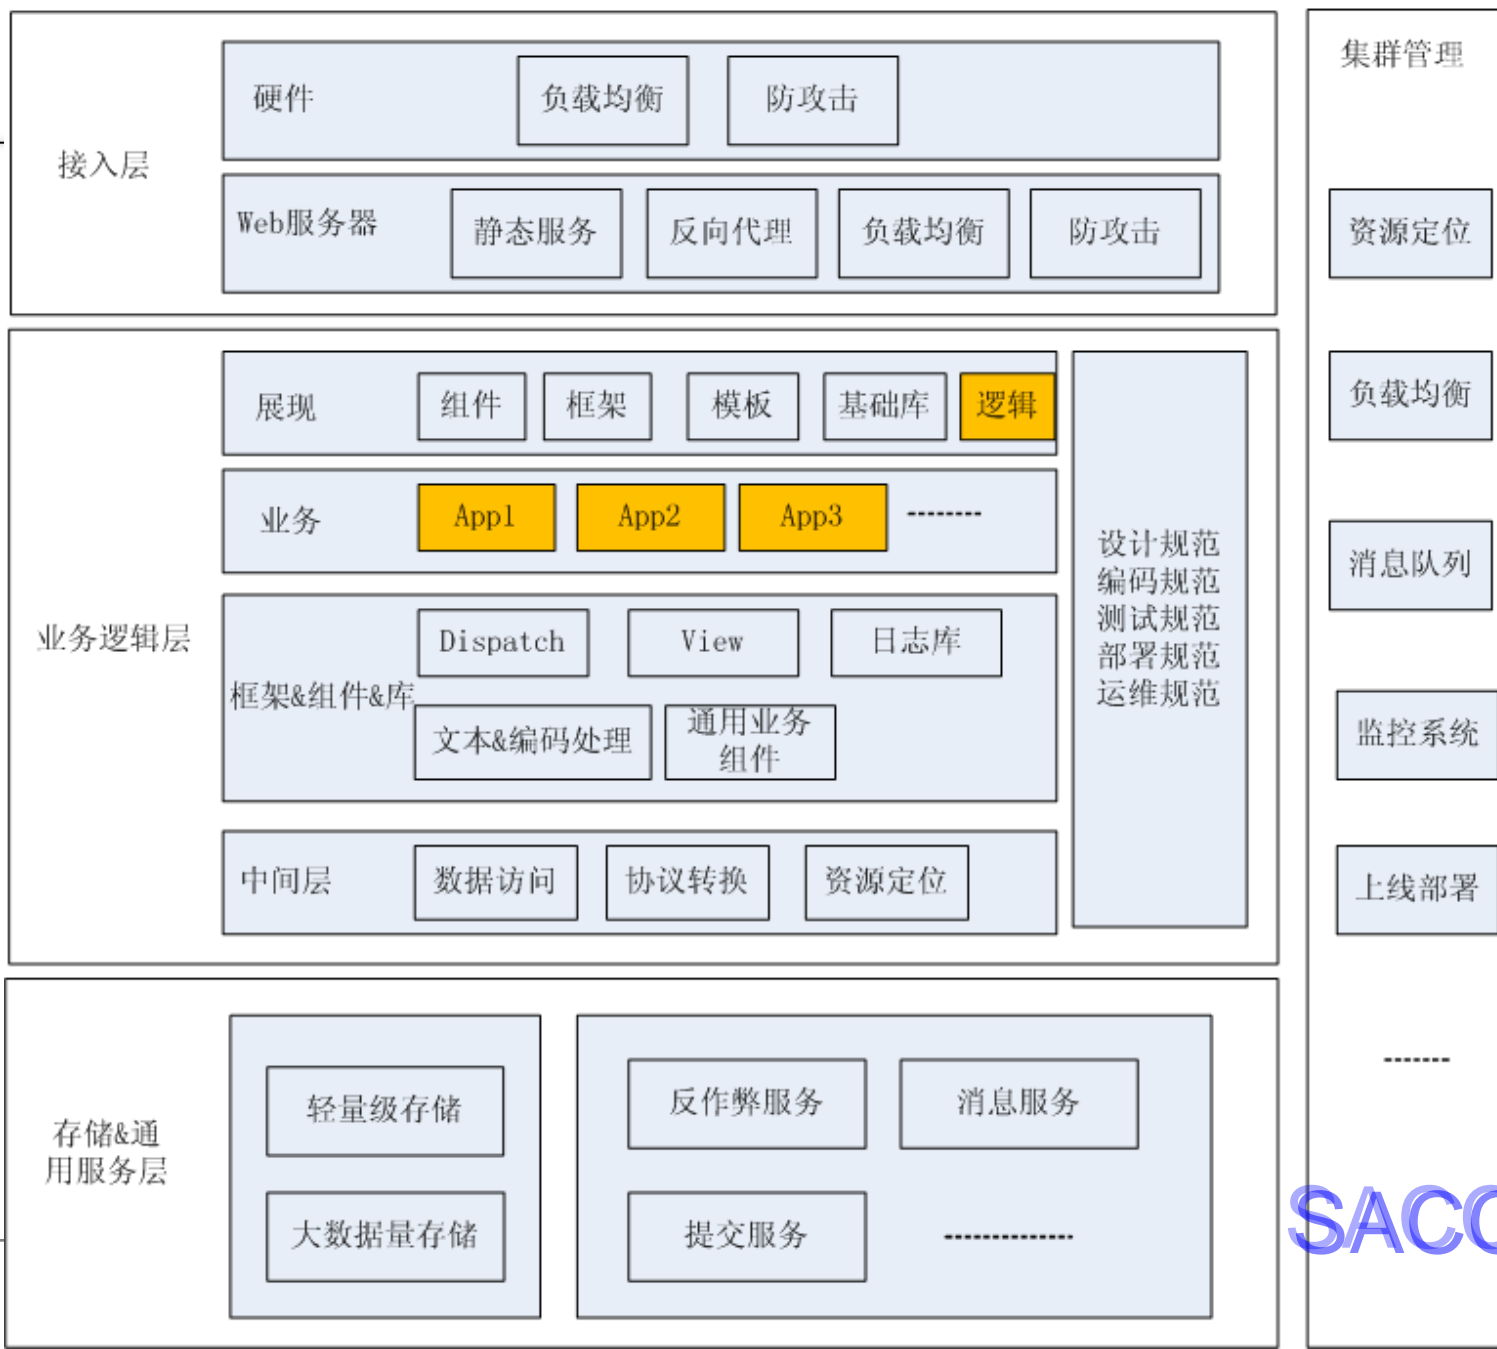 接入层
硬件
负载均衡
防攻击
Web服务器
静态服务
反向代理
负载均衡
防攻击
业务逻辑层
展现
组件
框架
模板
基础库
逻辑
业务
App1
App2
App3
--------
框架&组件&库
Dispatch
View
日志库
文本&编码处理
通用业务
组件
中间层
数据访问
协议转换
资源定位
设计规范
编码规范
测试规范
部署规范
运维规范
存储&通
用服务层
轻量级存储
大数据量存储
反作弊服务
消息服务
提交服务
--------------
集群管理
资源定位
负载均衡
消息队列
监控系统
上线部署
-------
SACC